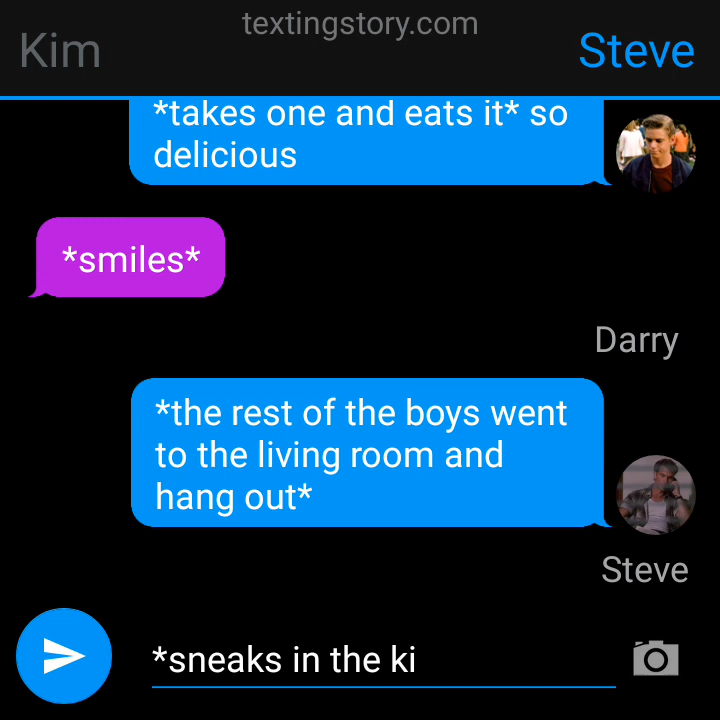 textingstory.com
Kim
Steve
*takes one and eats it* so
delicious
*smiles*
Darry
*the rest of the boys went
to the living room and
hang out*
Steve
*sneaks in the ki